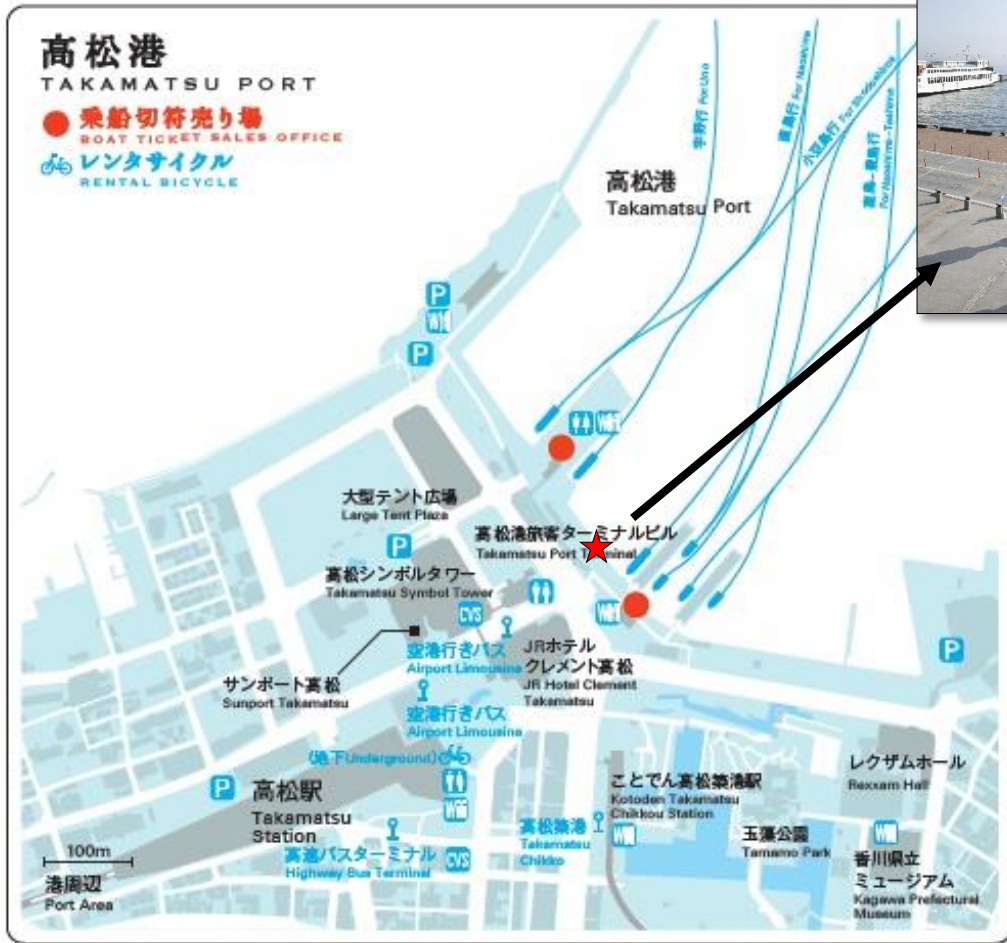 高松港
TAKAMATSU PORT
乗船切符売り場
BOAT TICKET SALES OFFICE
レンタサイクル
RENTAL BICYCLE
宇野行 For Uno
直島行 For Naoshima
小豆島行 For Shodoshima
直島-豊島行
For Naoshima-Teshima
高松港
Takamatsu Port
P
P
大型テント広場
Large Tent Plaza
P
高松港旅客ターミナルビル
Takamatsu Port Terminal
高松シンボルタワー
Takamatsu Symbol Tower
CVS
空港行きバス
Airport Limousine
JRホテル
クレメント高松
JR Hotel Clement
Takamatsu
サンポート高松
Sunport Takamatsu
空港行きバス
Airport Limousine
P
(地下Underground)
P
高松駅
Takamatsu
Station
高速バスターミナル
Highway Bus Terminal
CVS
高松築港
Takamatsu
Chikko
ことでん高松築港駅
Kotoden Takamatsu
Chikkou Station
玉藻公園
Tamamo Park
レクザムホール
Rexxam Hall
香川県立
ミュージアム
Kagawa Prefectural
Museum
100m
港周辺
Port Area